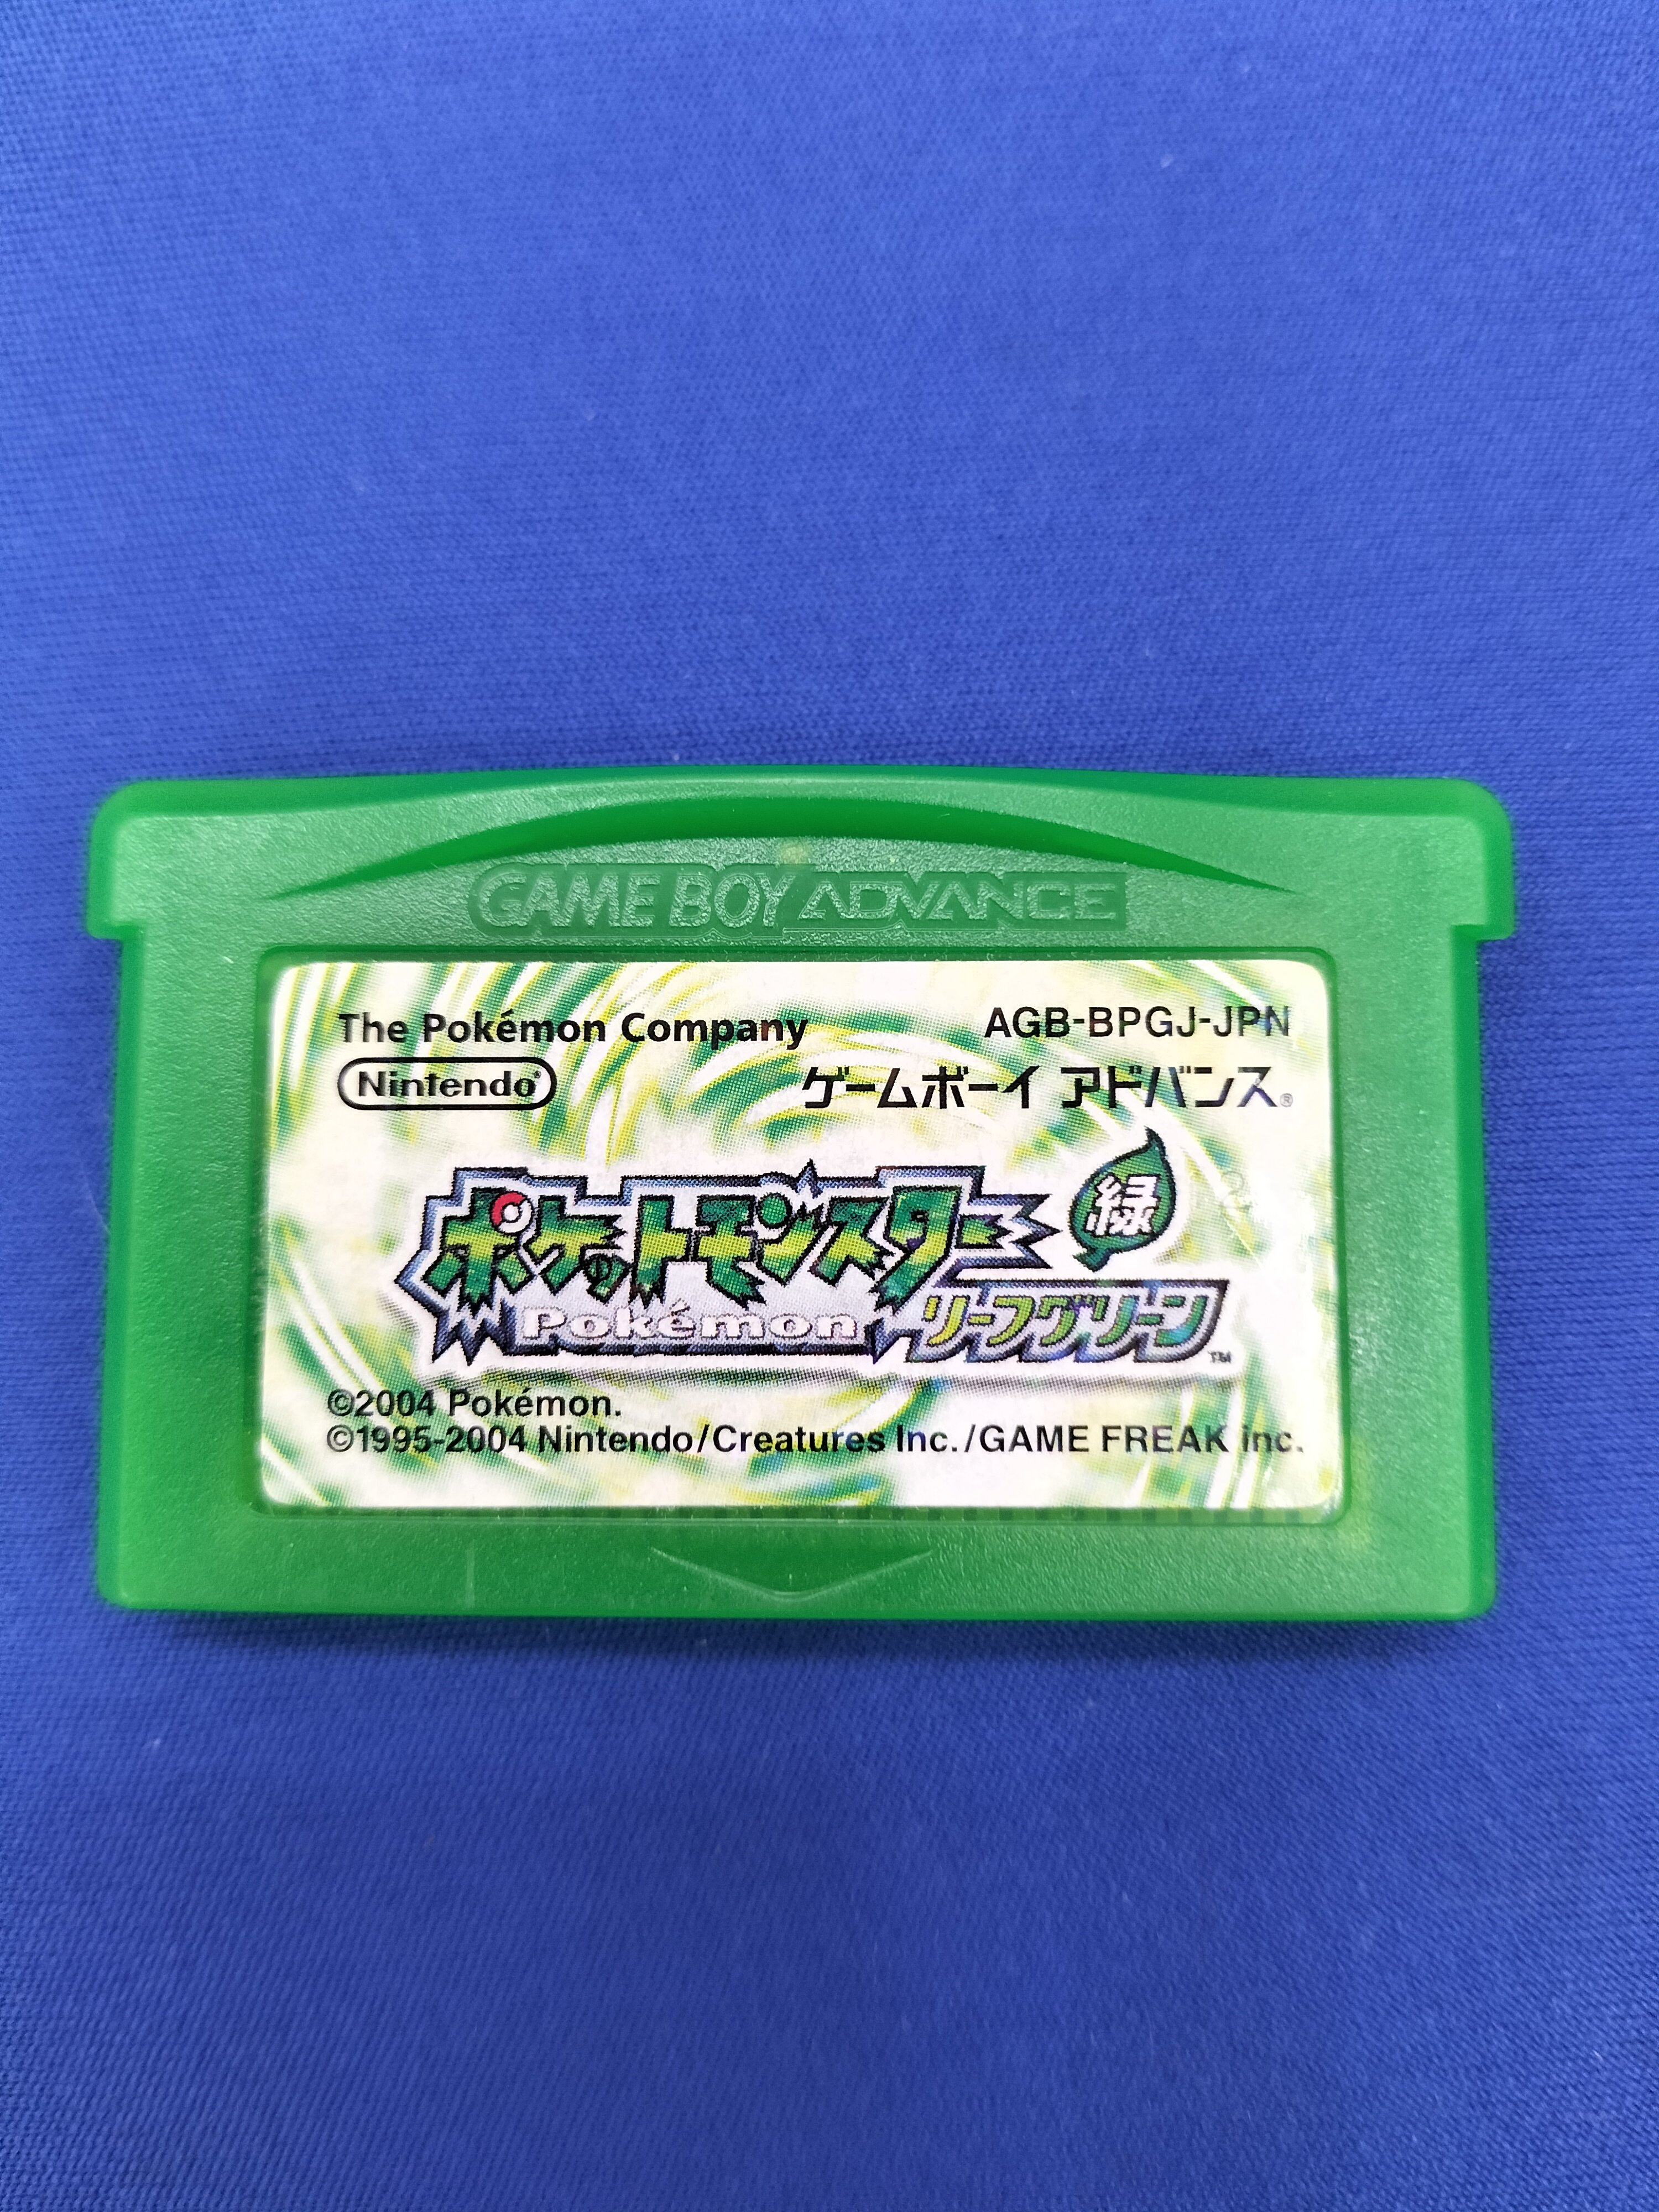 GAME BOY ADVANCE
The Pokémon Company
AGB-BPGJ-JPN
Nintendo®
ゲームボーイ アドバンス®
ポケットモンスター
緑
Pokémon
リーフグリーン™
©2004 Pokémon.
©1995-2004 Nintendo/Creatures Inc./GAME FREAK inc.